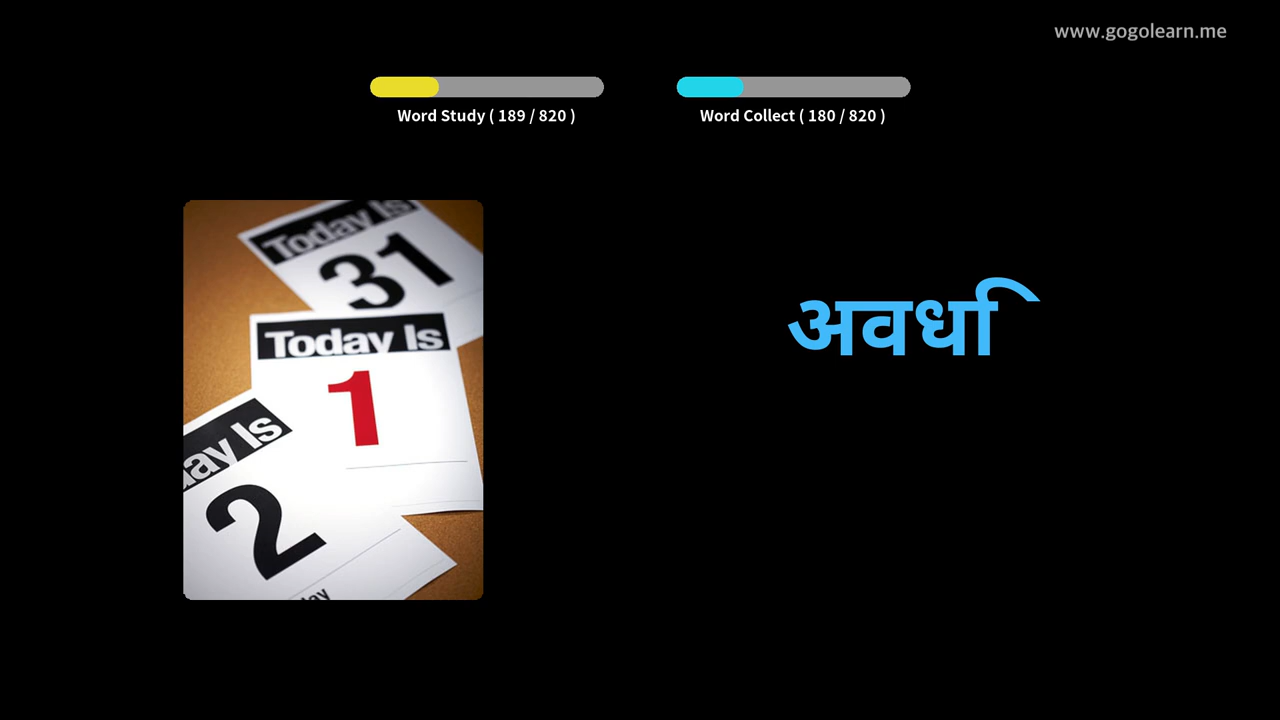 www.gogolearn.me
Word Study ( 189 / 820 )
Word Collect ( 180 / 820 )
Today Is
31
Today Is
1
ay Is
2
अवधि